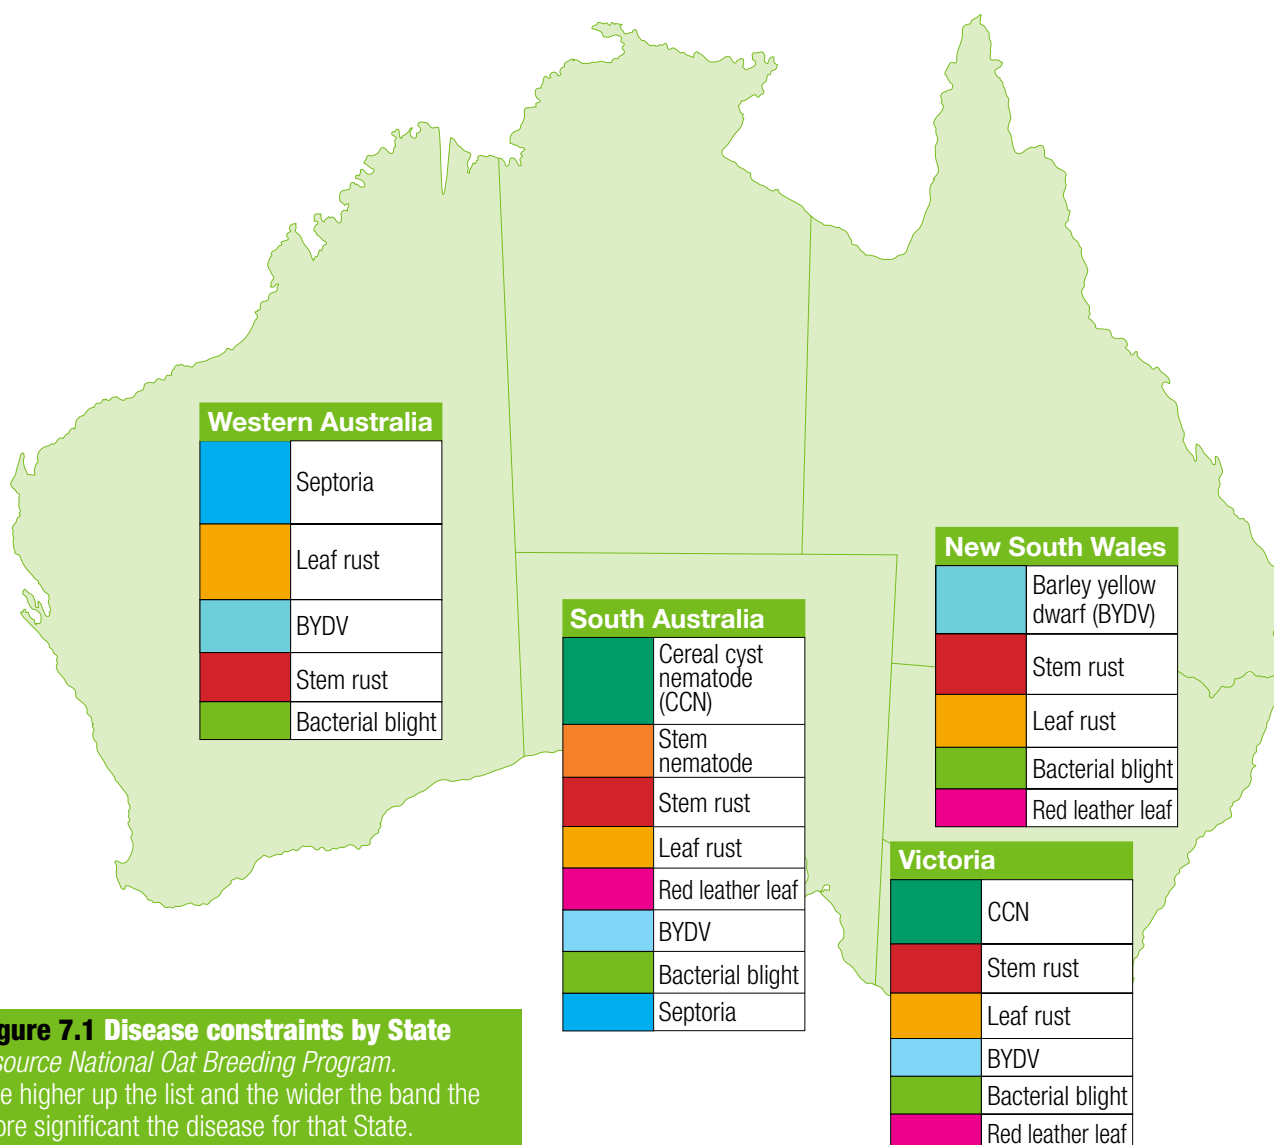 Western Australia
Septoria
Leaf rust
BYDV
Stem rust
Bacterial blight
South Australia
Cereal cyst
nematode
(CCN)
Stem
nematode
Stem rust
Leaf rust
Red leather leaf
BYDV
Bacterial blight
Septoria
New South Wales
Barley yellow
dwarf (BYDV)
Stem rust
Leaf rust
Bacterial blight
Red leather leaf
Victoria
CCN
Stem rust
Leaf rust
BYDV
Bacterial blight
Red leather leaf
gure 7.1 Disease constraints by State
source National Oat Breeding Program.
e higher up the list and the wider the band the
ore significant the disease for that State.